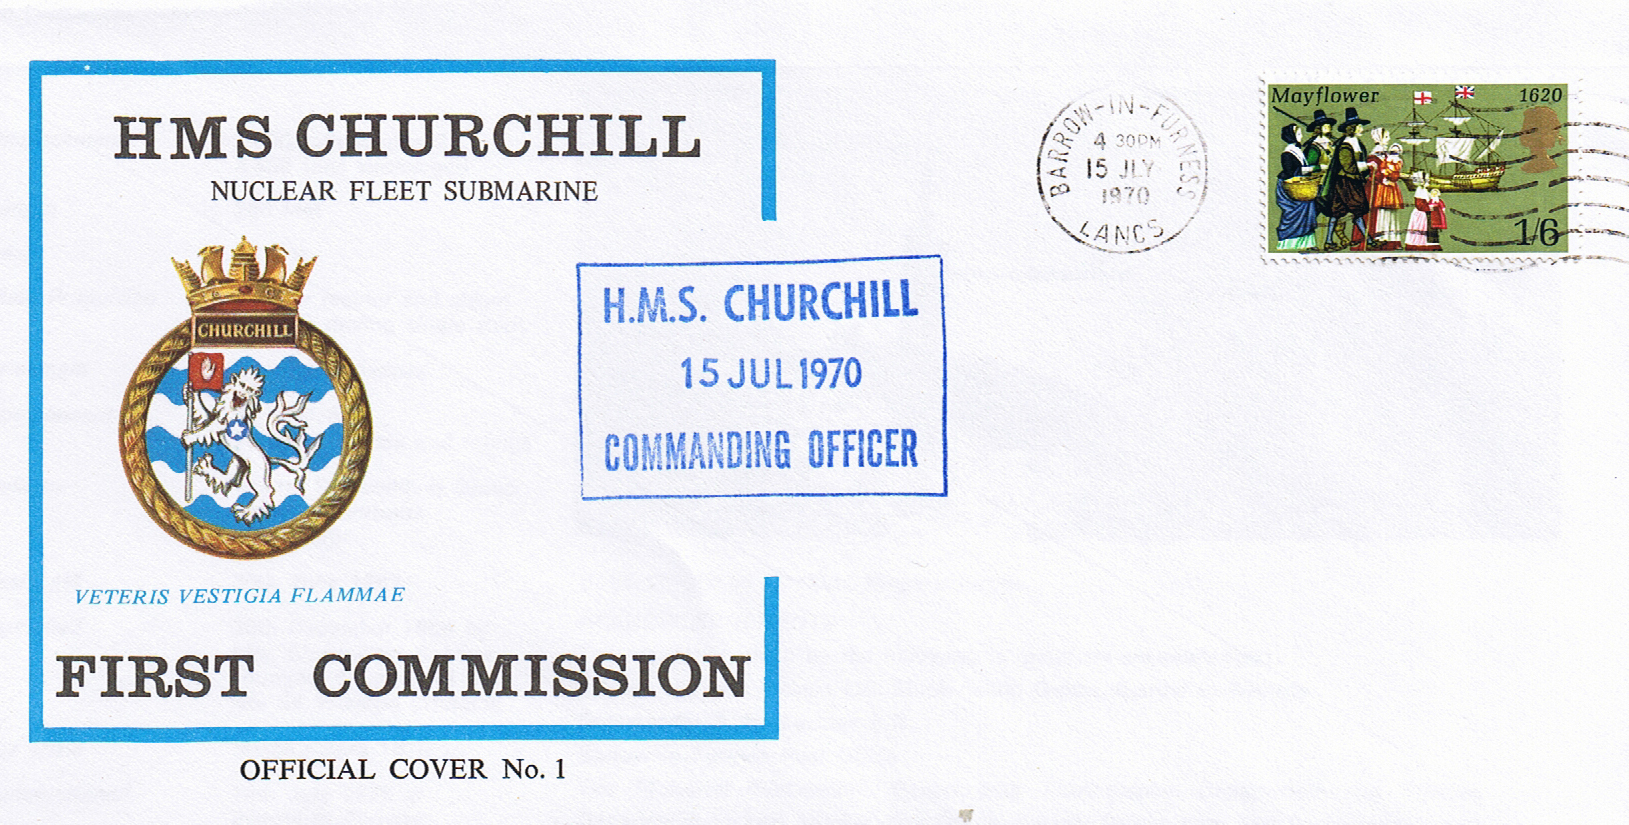 HMS CHURCHILL
NUCLEAR FLEET SUBMARINE
CHURCHILL
VETERIS VESTIGIA FLAMMAE
FIRST COMMISSION
OFFICIAL COVER No. 1
H.M.S. CHURCHILL
15 JUL 1970
COMMANDING OFFICER
BARROW-IN-FURNESS
4 30PM
15 JLY
1970
LANCS
Mayflower 1620
1/6